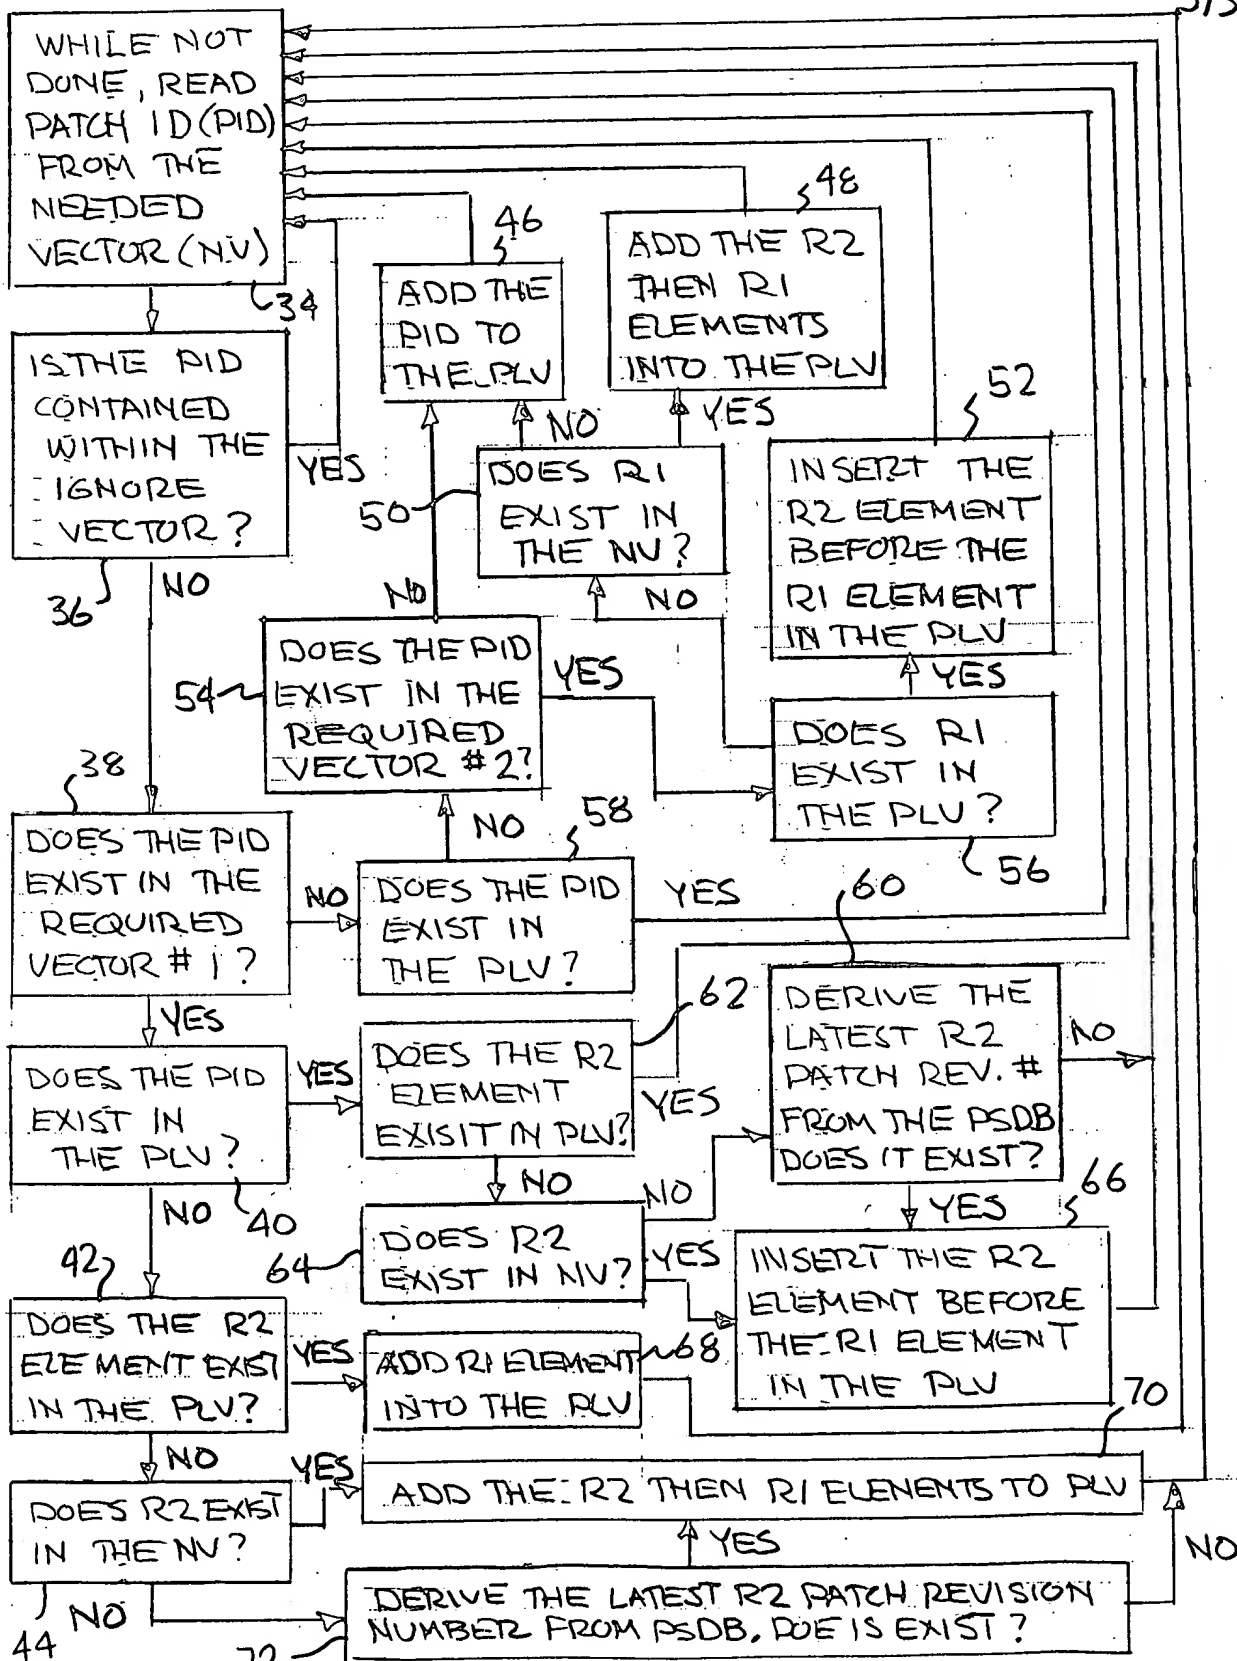 WHILE NOT
DONE, READ
PATCH ID (PID)
FROM THE
NEEDED
VECTOR (N.V)
34
IS THE PID
CONTAINED
WITHIN THE
IGNORE
VECTOR?
YES
36
NO
46
ADD THE
PID TO
THE PLV
48
ADD THE R2
THEN R1
ELEMENTS
INTO THE PLV
NO
YES
50
DOES R1
EXIST IN
THE NV?
NO
52
INSERT THE
R2 ELEMENT
BEFORE THE
R1 ELEMENT
IN THE PLV
YES
NO
54
DOES THE PID
EXIST IN THE
REQUIRED
VECTOR #2?
YES
DOES R1
EXIST IN
THE PLV?
56
38
DOES THE PID
EXIST IN THE
REQUIRED
VECTOR # 1?
NO
YES
NO
58
DOES THE PID
EXIST IN
THE PLV?
YES
60
DERIVE THE
LATEST R2
PATCH REV. #
FROM THE PSDB
DOES IT EXIST?
NO
YES
DOES THE PID
EXIST IN
THE PLV?
YES
40
NO
62
DOES THE R2
ELEMENT
EXISIT IN PLV?
YES
NO
64
DOES R2
EXIST IN NV?
NO
YES
66
INSERT THE R2
ELEMENT BEFORE
THE R1 ELEMENT
IN THE PLV
42
DOES THE R2
ELEMENT EXIST
IN THE PLV?
YES
NO
ADD R1 ELEMENT
INTO THE PLV
68
70
DOES R2 EXIST
IN THE NV?
YES
44
NO
ADD THE R2 THEN R1 ELENENTS TO PLV
YES
NO
72
DERIVE THE LATEST R2 PATCH REVISION
NUMBER FROM PSDB. DOE IS EXIST?